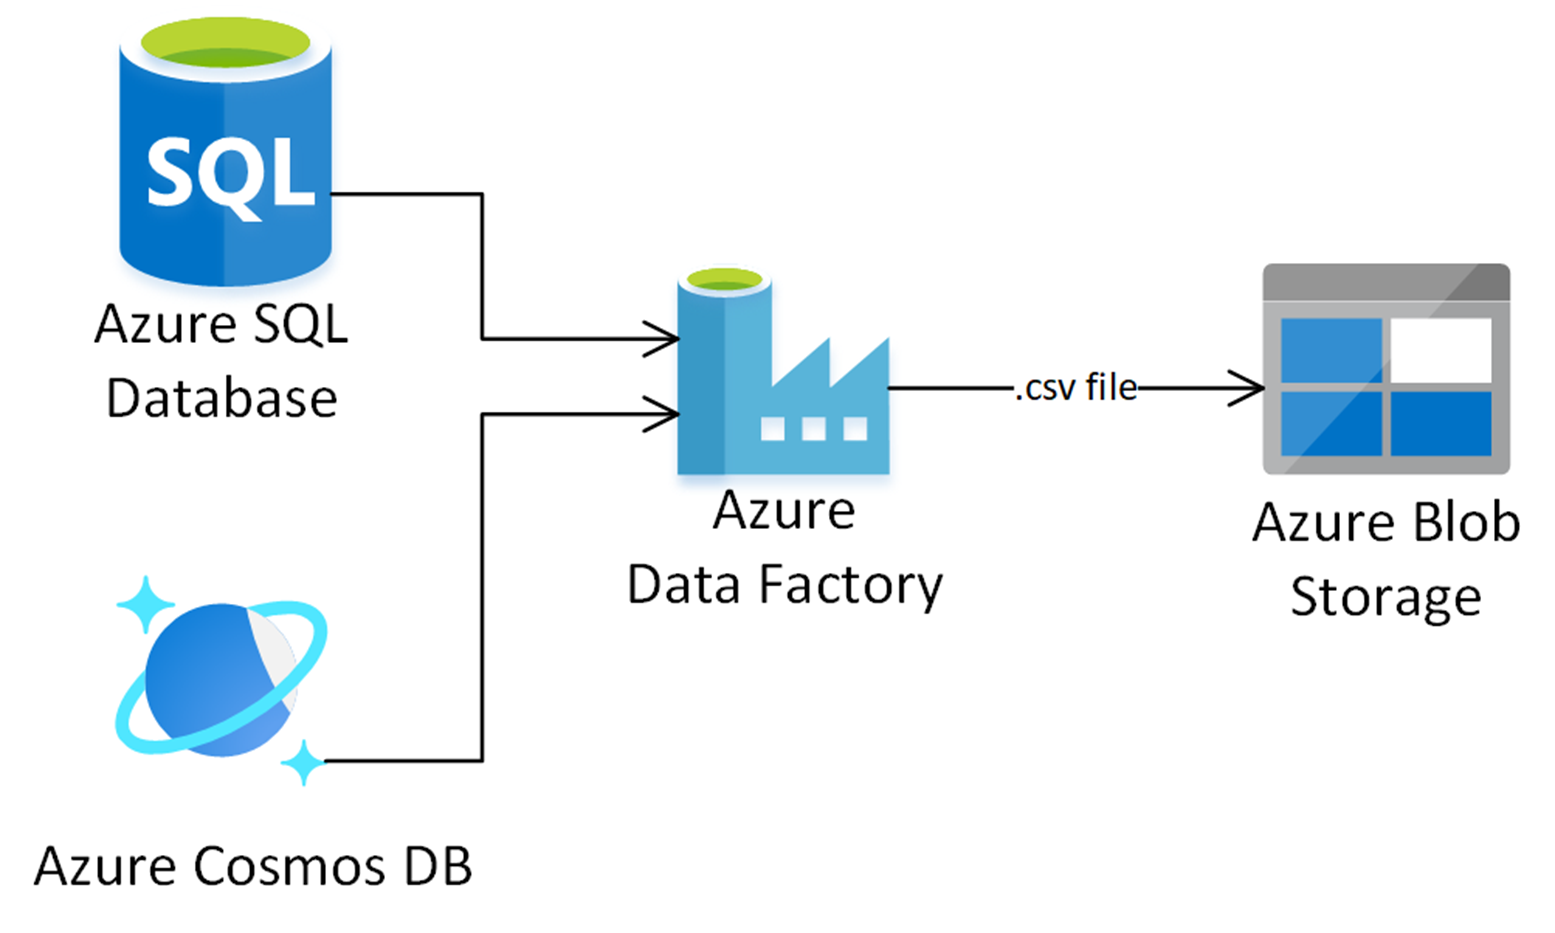 SQL
Azure SQL
Database
Azure
Data Factory
.csv file
Azure Blob
Storage
Azure Cosmos DB